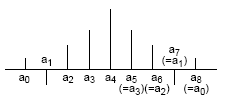 a1 a7
(=a1)
a0 a2 a3 a4 a5 a6 a8
(=a3)(=a2) (=a0)